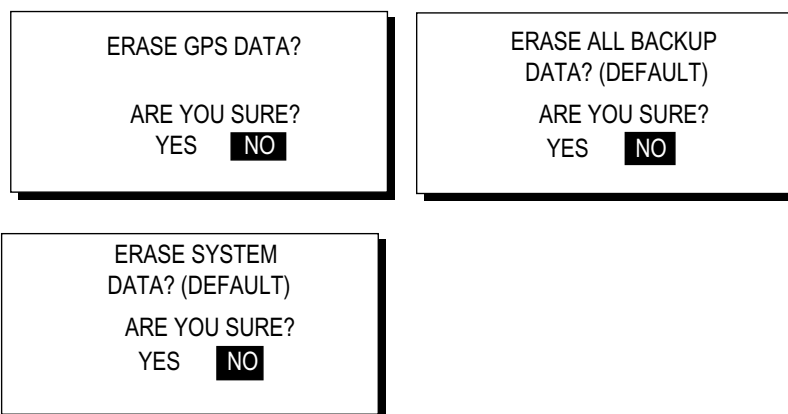 ERASE GPS DATA?
ARE YOU SURE?
YES NO
ERASE ALL BACKUP
DATA? (DEFAULT)
ARE YOU SURE?
YES NO
ERASE SYSTEM
DATA? (DEFAULT)
ARE YOU SURE?
YES NO